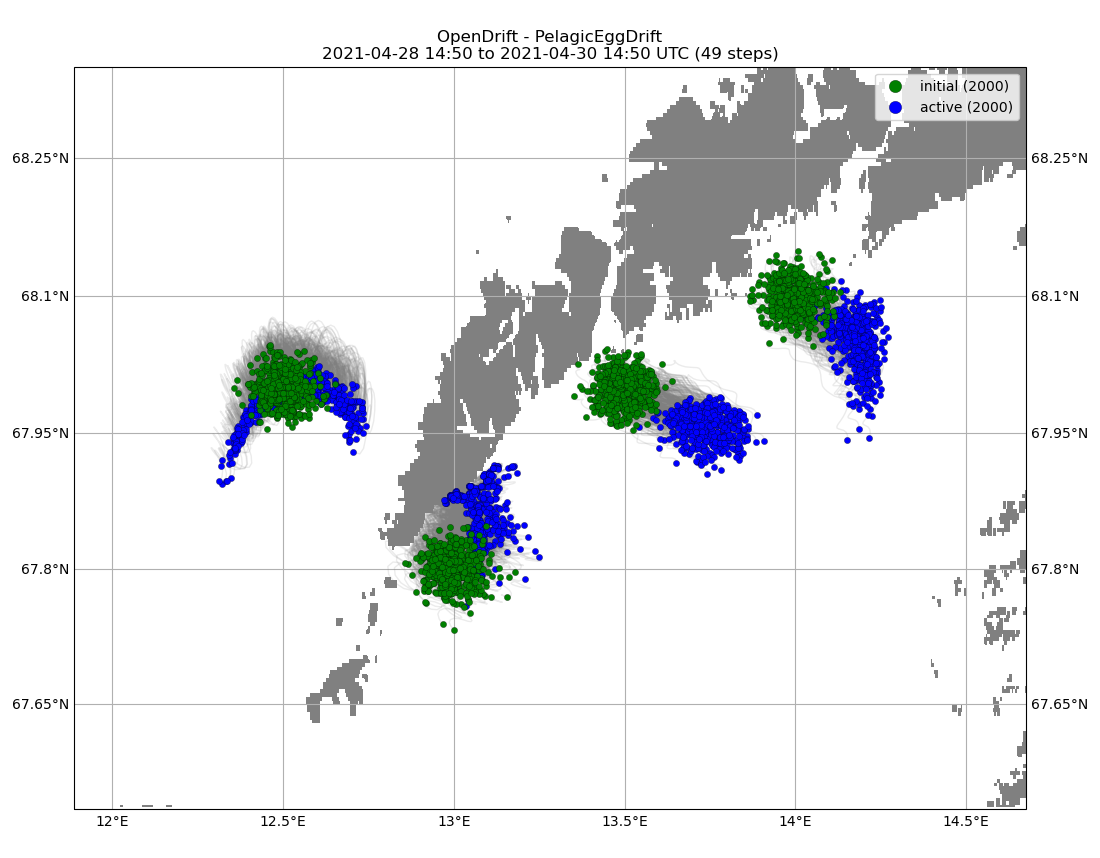 OpenDrift - PelagicEggDrift
2021-04-28 14:50 to 2021-04-30 14:50 UTC (49 steps)
initial (2000)
active (2000)
68.25°N 68.25°N
68.1°N 68.1°N
67.95°N 67.95°N
67.8°N 67.8°N
67.65°N 67.65°N
12°E 12.5°E 13°E 13.5°E 14°E 14.5°E